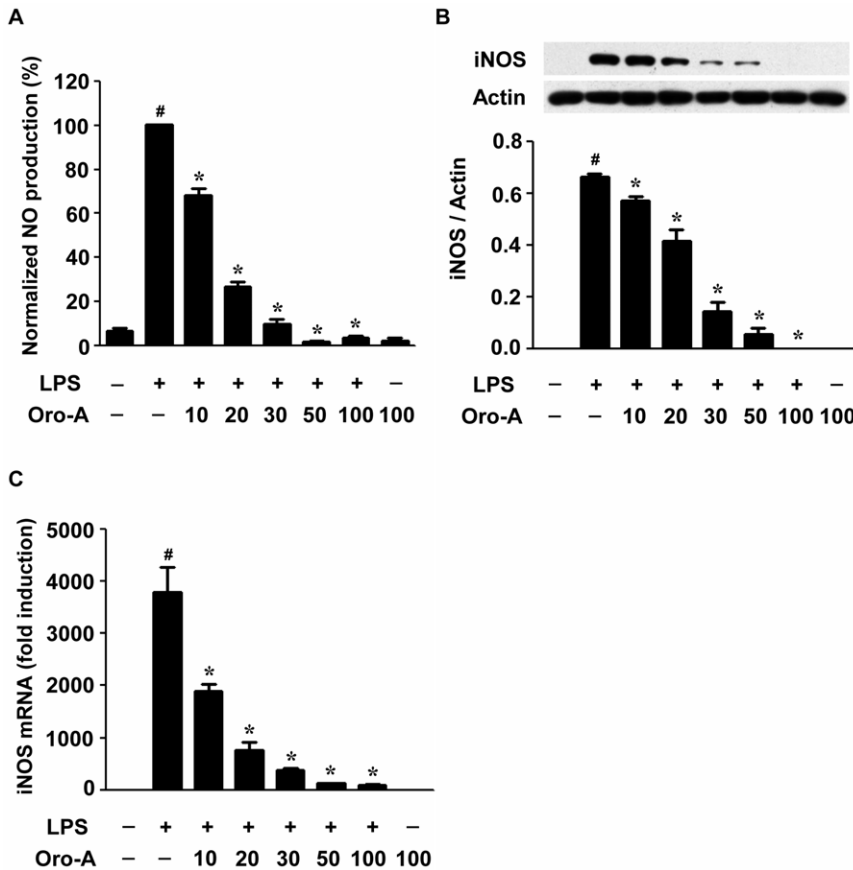 A
Normalized NO production (%)
120
100
80
60
40
20
0
#
*
*
*
*
*
LPS – + + + + + + –
Oro-A – – 10 20 30 50 100 100
B
iNOS
Actin
iNOS / Actin
0.8
0.6
0.4
0.2
0.0
#
*
*
*
*
*
LPS – + + + + + + –
Oro-A – – 10 20 30 50 100 100
C
iNOS mRNA (fold induction)
5000
4000
3000
2000
1000
0
#
*
*
*
*
*
LPS – + + + + + + –
Oro-A – – 10 20 30 50 100 100